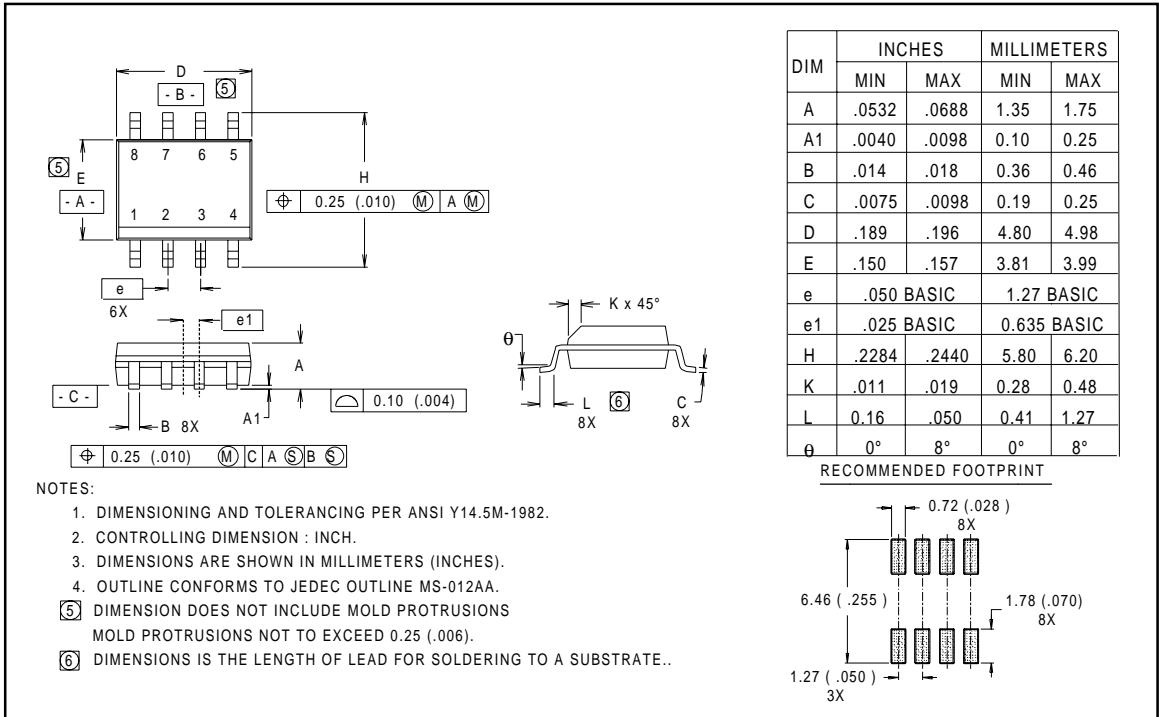 D
- B -
5
8 7 6 5
5
E
- A -
H
⌖ 0.25 (.010) Ⓜ A Ⓜ
1 2 3 4
e
6X
e1
K x 45°
θ
A
- C -
A1
⌓ 0.10 (.004)
B 8X
L
8X
6
C
8X
⌖ 0.25 (.010) Ⓜ C A Ⓢ B Ⓢ
NOTES:
1. DIMENSIONING AND TOLERANCING PER ANSI Y14.5M-1982.
2. CONTROLLING DIMENSION : INCH.
3. DIMENSIONS ARE SHOWN IN MILLIMETERS (INCHES).
4. OUTLINE CONFORMS TO JEDEC OUTLINE MS-012AA.
5 DIMENSION DOES NOT INCLUDE MOLD PROTRUSIONS
MOLD PROTRUSIONS NOT TO EXCEED 0.25 (.006).
6 DIMENSIONS IS THE LENGTH OF LEAD FOR SOLDERING TO A SUBSTRATE..
DIM INCHES MILLIMETERS
MIN MAX MIN MAX
A .0532 .0688 1.35 1.75
A1 .0040 .0098 0.10 0.25
B .014 .018 0.36 0.46
C .0075 .0098 0.19 0.25
D .189 .196 4.80 4.98
E .150 .157 3.81 3.99
e .050 BASIC 1.27 BASIC
e1 .025 BASIC 0.635 BASIC
H .2284 .2440 5.80 6.20
K .011 .019 0.28 0.48
L 0.16 .050 0.41 1.27
θ 0° 8° 0° 8°
RECOMMENDED FOOTPRINT
0.72 (.028 )
8X
6.46 ( .255 )
1.78 (.070)
8X
1.27 ( .050 )
3X